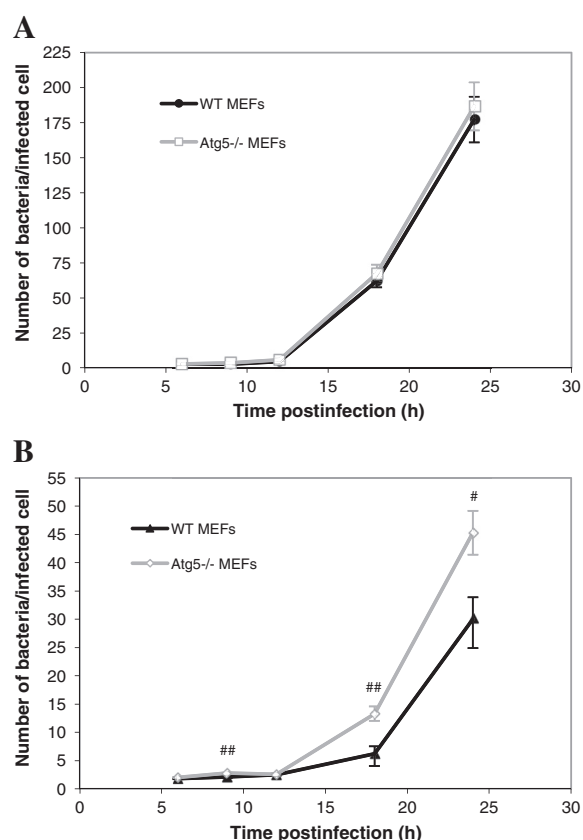 A
225
200
175
150
125
100
75
50
25
0
Number of bacteria/infected cell
WT MEFs
Atg5-/- MEFs
0 5 10 15 20 25 30
Time postinfection (h)
B
55
50
45
40
35
30
25
20
15
10
5
0
Number of bacteria/infected cell
WT MEFs
Atg5-/- MEFs
#
##
##
0 5 10 15 20 25 30
Time postinfection (h)